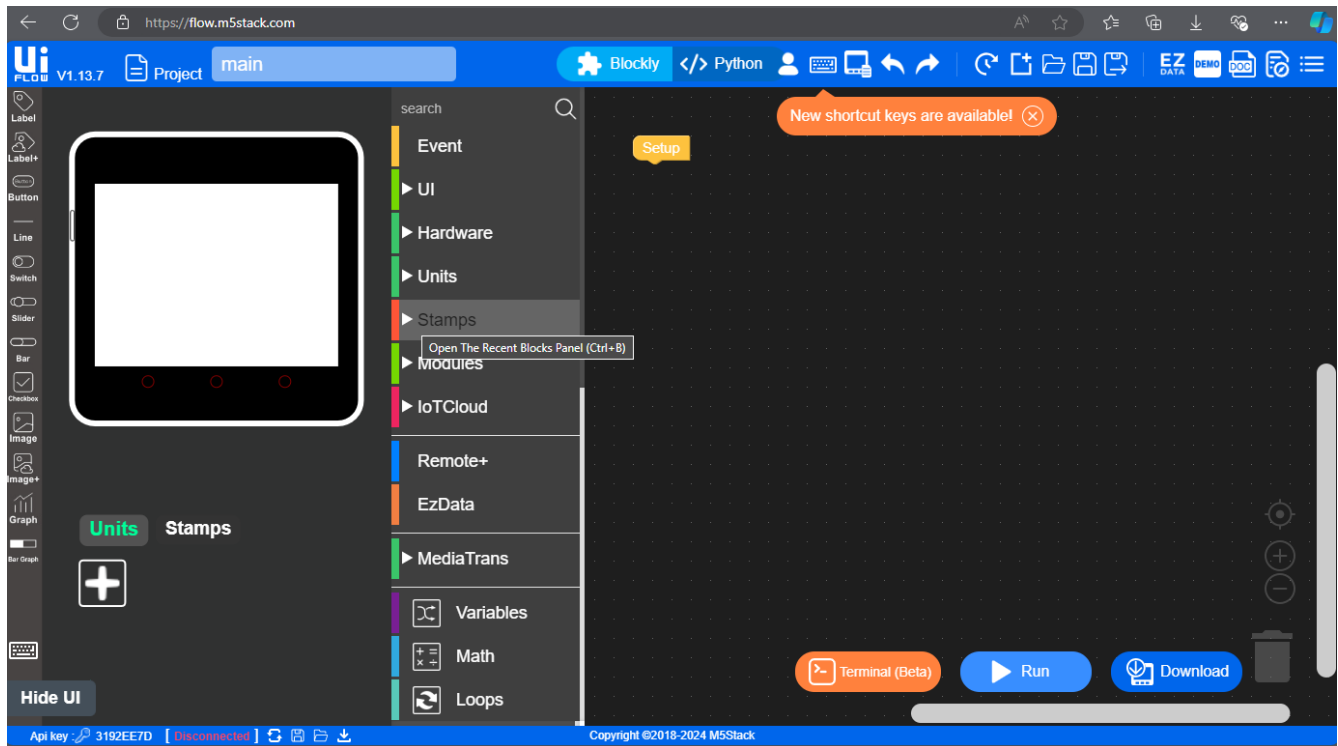 https://flow.m5stack.com
Ui FLOW V1.13.7 Project main Blockly </> Python EZ DATA DEMO DOC
Label
Label+
Button
Line
Switch
Slider
Bar
Checkbox
Image
Image+
Graph
Bar Graph
Units Stamps
Hide UI
search
Event
UI
Hardware
Units
Stamps
Open The Recent Blocks Panel (Ctrl+B)
Modules
IoTCloud
Remote+
EzData
MediaTrans
Variables
Math
Loops
New shortcut keys are available!
Setup
Terminal (Beta) Run Download
Api key : 3192EE7D [ Disconnected ] Copyright ©2018-2024 M5Stack